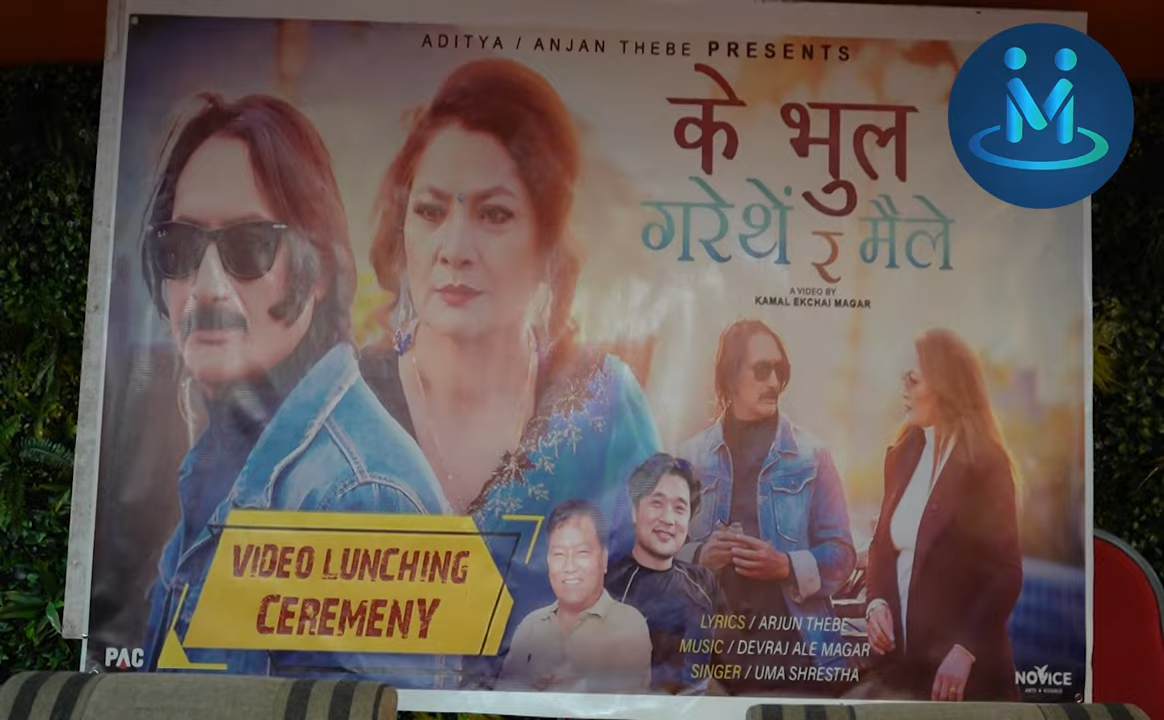 ADITYA / ANJAN THEBE PRESENTS
के भुल
गरेथें र मैले
A VIDEO BY
KAMAL EKCHAI MAGAR
VIDEO LUNCHING
CEREMENY
LYRICS / ARJUN THEBE
MUSIC / DEVRAJ ALE MAGAR
SINGER / UMA SHRESTHA
PAC
NOVICE
M